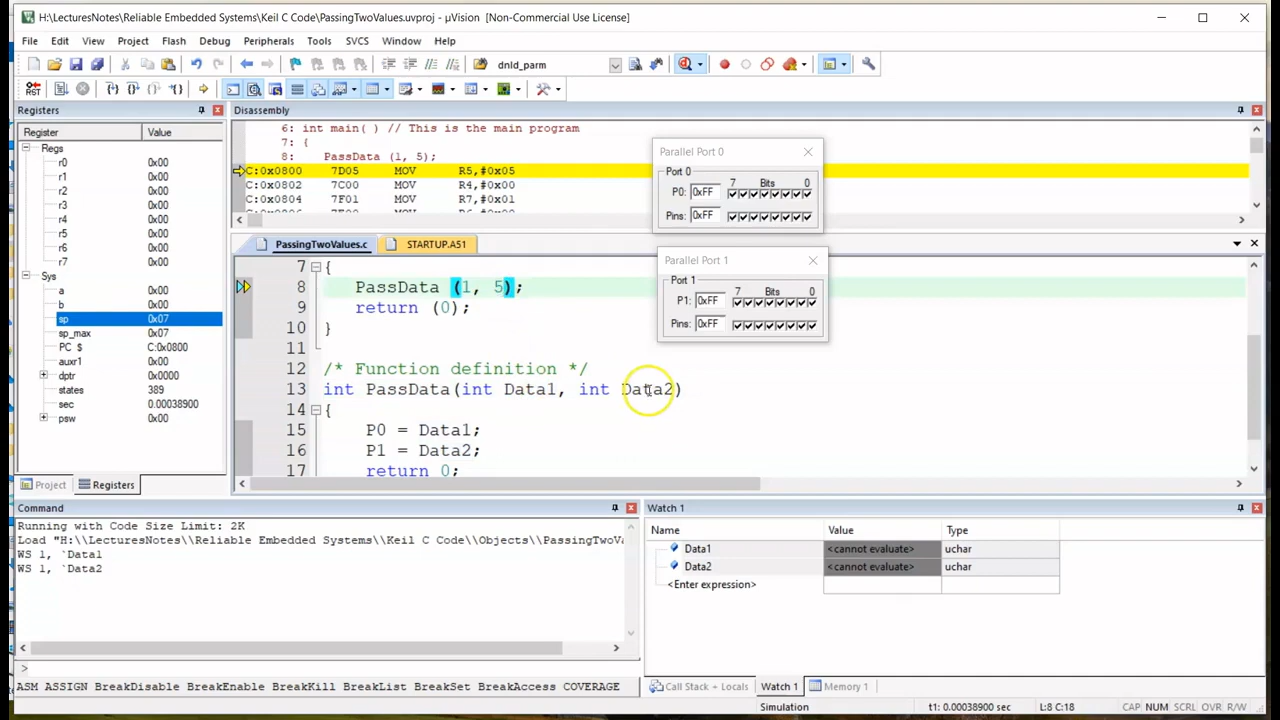 H:\LecturesNotes\Reliable Embedded Systems\Keil C Code\PassingTwoValues.uvproj - µVision [Non-Commercial Use License]
File Edit View Project Flash Debug Peripherals Tools SVCS Window Help
dnld_parm
Registers
Register Value
Regs
r0 0x00
r1 0x00
r2 0x00
r3 0x00
r4 0x00
r5 0x00
r6 0x00
r7 0x00
Sys
a 0x00
b 0x00
sp 0x07
sp_max 0x07
PC $ C:0x0800
auxr1 0x00
dptr 0x0000
states 389
sec 0.00038900
psw 0x00
Project Registers
Disassembly
6: int main( ) // This is the main program
7: {
8: PassData (1, 5);
C:0x0800 7D05 MOV R5,#0x05
C:0x0802 7C00 MOV R4,#0x00
C:0x0804 7F01 MOV R7,#0x01
Parallel Port 0
Port 0
7 Bits 0
P0: 0xFF
Pins: 0xFF
Parallel Port 1
Port 1
7 Bits 0
P1: 0xFF
Pins: 0xFF
PassingTwoValues.c STARTUP.A51
7 {
8 PassData (1, 5);
9 return (0);
10 }
11
12 /* Function definition */
13 int PassData(int Data1, int Data2)
14 {
15 P0 = Data1;
16 P1 = Data2;
17 return 0;
Command
Running with Code Size Limit: 2K
Load "H:\\LecturesNotes\\Reliable Embedded Systems\\Keil C Code\\Objects\\PassingTwoVa
WS 1, `Data1
WS 1, `Data2
>
ASM ASSIGN BreakDisable BreakEnable BreakKill BreakList BreakSet BreakAccess COVERAGE
Watch 1
Name Value Type
Data1 <cannot evaluate> uchar
Data2 <cannot evaluate> uchar
<Enter expression>
Call Stack + Locals Watch 1 Memory 1
Simulation t1: 0.00038900 sec L:8 C:18 CAP NUM SCRL OVR R/W